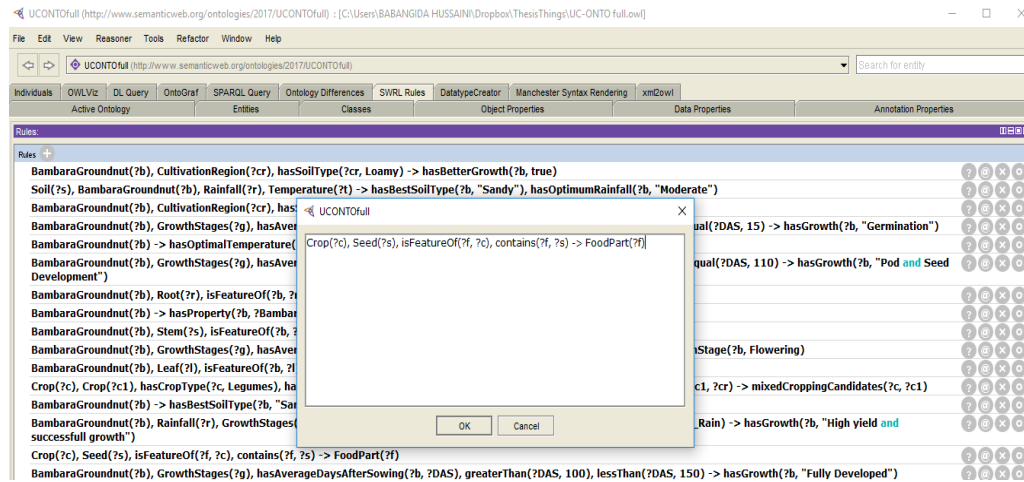 UCONTOfull (http://www.semanticweb.org/ontologies/2017/UCONTOfull) : [C:\Users\BABANGIDA HUSSAINI\Dropbox\ThesisThings\UC-ONTO full.owl]
File Edit View Reasoner Tools Refactor Window Help
UCONTOfull (http://www.semanticweb.org/ontologies/2017/UCONTOfull) Search for entity
Individuals OWLViz DL Query OntoGraf SPARQL Query Ontology Differences SWRL Rules DatatypeCreator Manchester Syntax Rendering xml2owl
Active Ontology Entities Classes Object Properties Data Properties Annotation Properties
Rules:
Rules
BambaraGroundnut(?b), CultivationRegion(?cr), hasSoilType(?cr, Loamy) -> hasBetterGrowth(?b, true)
Soil(?s), BambaraGroundnut(?b), Rainfall(?r), Temperature(?t) -> hasBestSoilType(?b, "Sandy"), hasOptimumRainfall(?b, "Moderate")
BambaraGroundnut(?b), CultivationRegion(?cr), has
UCONTOfull
BambaraGroundnut(?b), GrowthStages(?g), hasAver ual(?DAS, 15) -> hasGrowth(?b, "Germination")
Crop(?c), Seed(?s), isFeatureOf(?f, ?c), contains(?f, ?s) -> FoodPart(?f)
BambaraGroundnut(?b) -> hasOptimalTemperature(
BambaraGroundnut(?b), GrowthStages(?g), hasAver qual(?DAS, 110) -> hasGrowth(?b, "Pod and Seed
Development")
BambaraGroundnut(?b), Root(?r), isFeatureOf(?b, ?r
BambaraGroundnut(?b) -> hasProperty(?b, ?Bamba
BambaraGroundnut(?b), Stem(?s), isFeatureOf(?b, ?
BambaraGroundnut(?b), GrowthStages(?g), hasAver nStage(?b, Flowering)
BambaraGroundnut(?b), Leaf(?l), isFeatureOf(?b, ?l
Crop(?c), Crop(?c1), hasCropType(?c, Legumes), ha c1, ?cr) -> mixedCroppingCandidates(?c, ?c1)
BambaraGroundnut(?b) -> hasBestSoilType(?b, "San
BambaraGroundnut(?b), Rainfall(?r), GrowthStages( _Rain) -> hasGrowth(?b, "High yield and
successfull growth")
OK Cancel
Crop(?c), Seed(?s), isFeatureOf(?f, ?c), contains(?f, ?s) -> FoodPart(?f)
BambaraGroundnut(?b), GrowthStages(?g), hasAverageDaysAfterSowing(?b, ?DAS), greaterThan(?DAS, 100), lessThan(?DAS, 150) -> hasGrowth(?b, "Fully Developed")